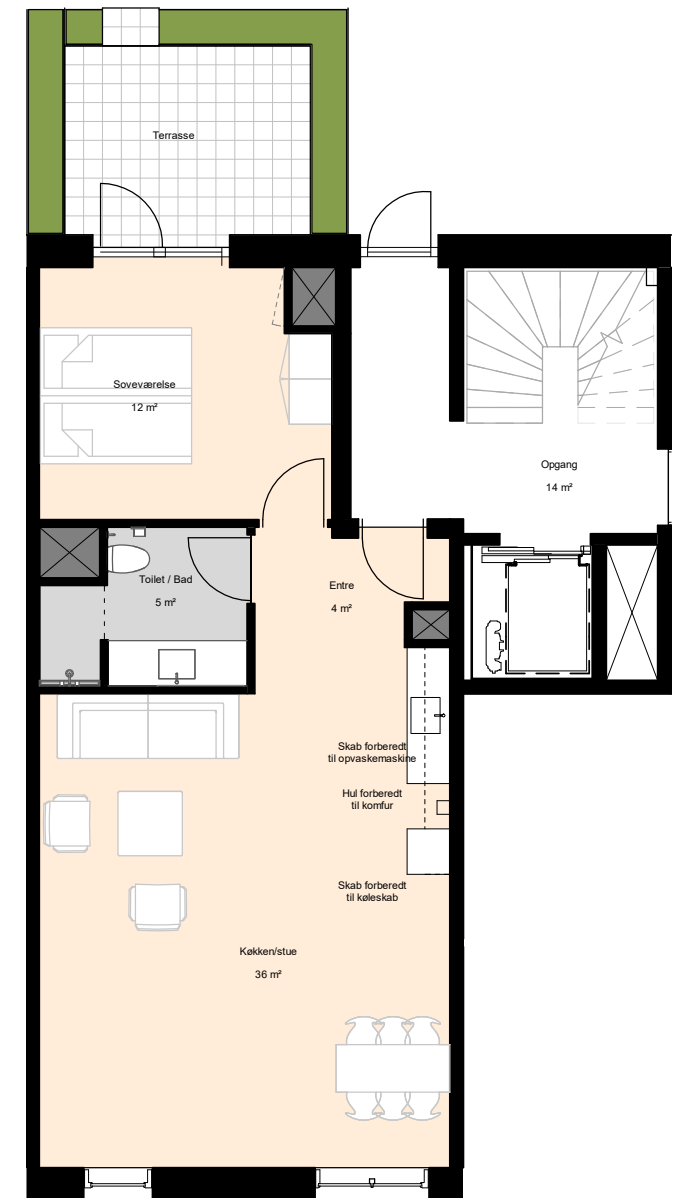 Terrasse
Soveværelse
12 m²
Opgang
14 m²
Toilet / Bad
5 m²
Entre
4 m²
Skab forberedt
til opvaskemaskine
Hul forberedt
til komfur
Skab forberedt
til køleskab
Køkken/stue
36 m²